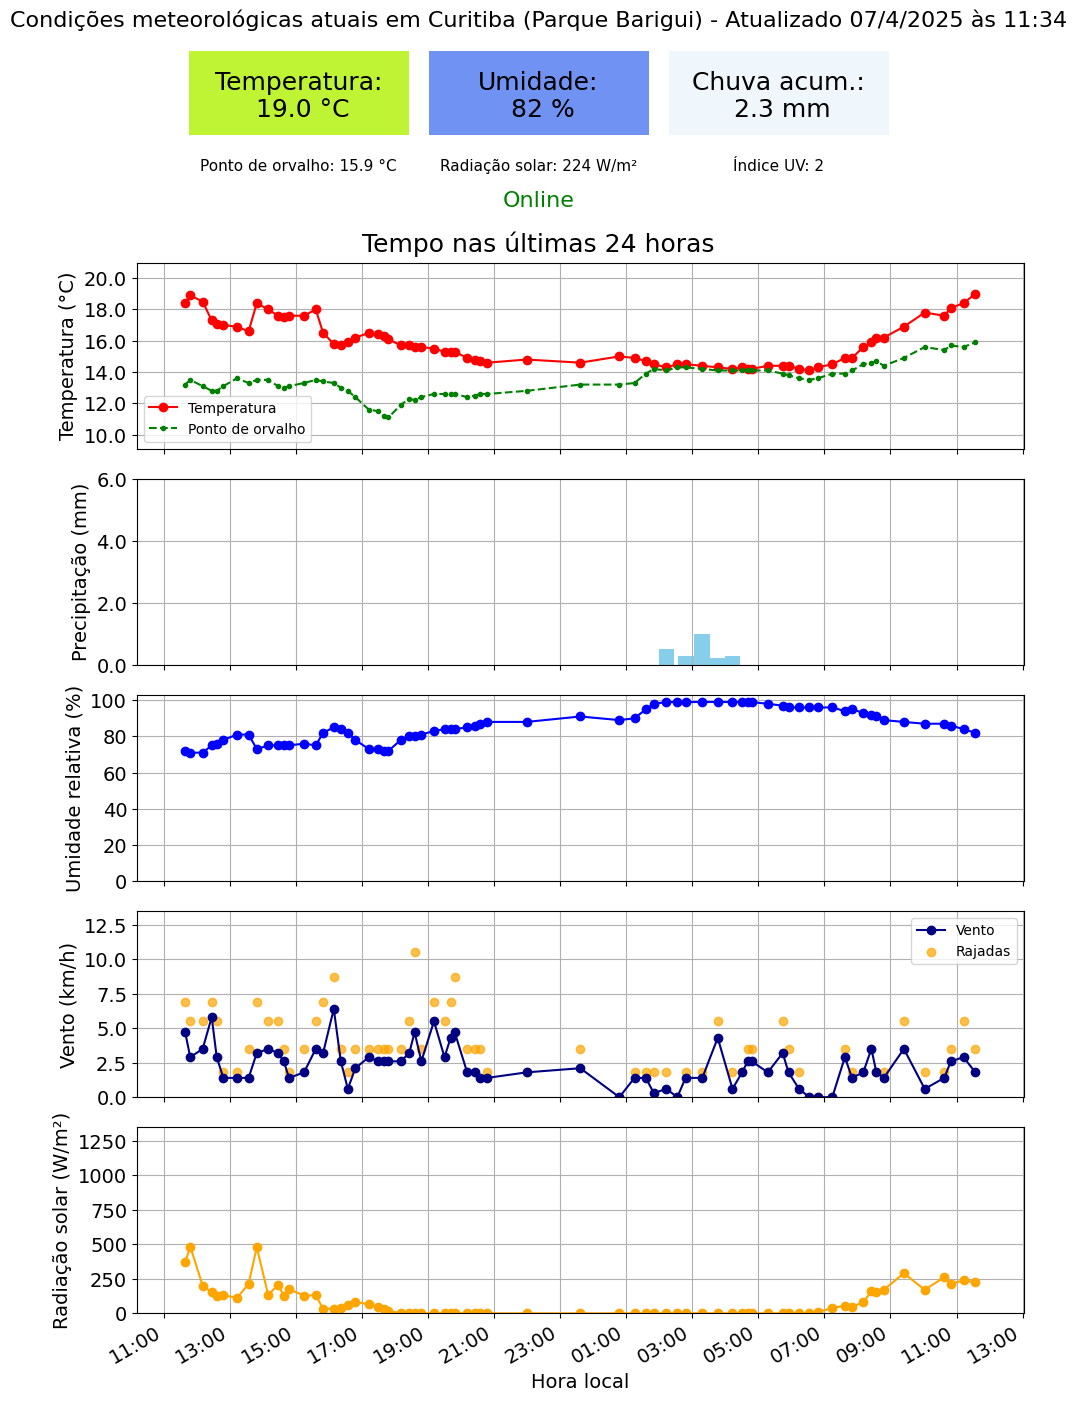 Condições meteorológicas atuais em Curitiba (Parque Barigui) - Atualizado 07/4/2025 às 11:34
Temperatura:
19.0 °C
Umidade:
82 %
Chuva acum.:
2.3 mm
Ponto de orvalho: 15.9 °C
Radiação solar: 224 W/m²
Índice UV: 2
Online
Tempo nas últimas 24 horas
Temperatura (°C)
20.0
18.0
16.0
14.0
12.0
10.0
Temperatura
Ponto de orvalho
Precipitação (mm)
6.0
4.0
2.0
0.0
Umidade relativa (%)
100
80
60
40
20
0
Vento (km/h)
12.5
10.0
7.5
5.0
2.5
0.0
Vento
Rajadas
Radiação solar (W/m²)
1250
1000
750
500
250
0
11:00
13:00
15:00
17:00
19:00
21:00
23:00
01:00
03:00
05:00
07:00
09:00
11:00
13:00
Hora local